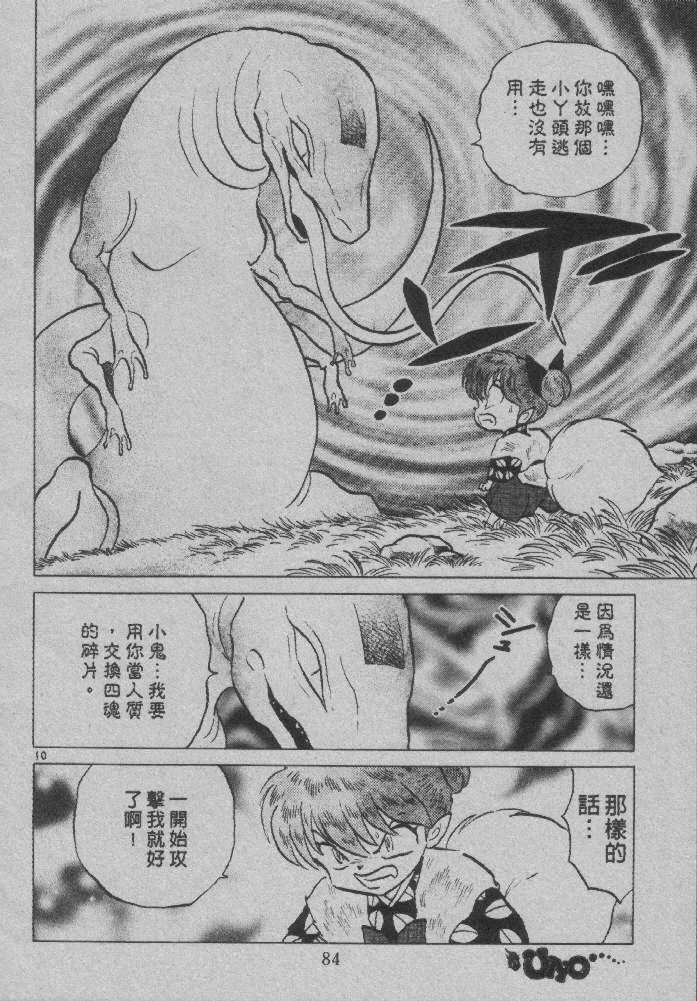 嘿嘿嘿…
你放那個
小丫頭逃
走也沒有
用…
因為情況還
是一樣…
小鬼…我要
用你當人質
，交換四魂
的碎片。
10
那樣的
話…
一開始攻
擊我就好
了啊！
84